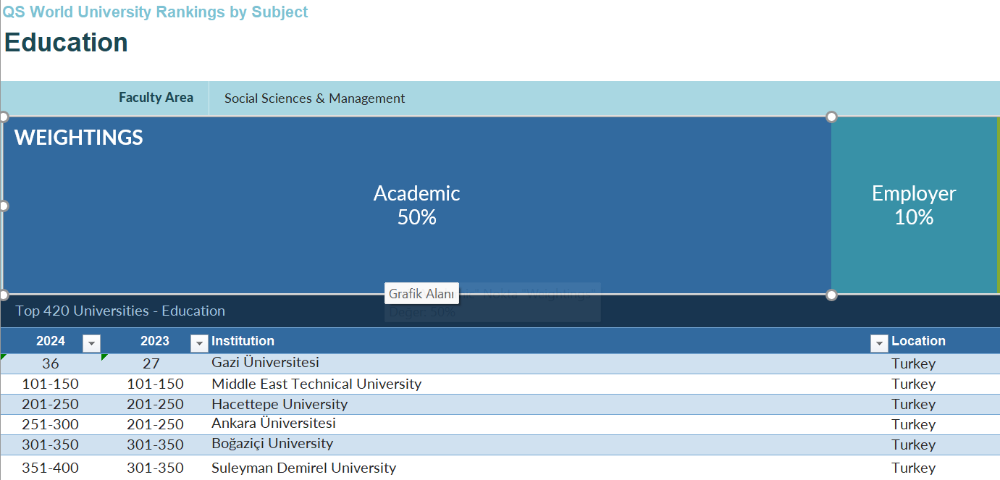 QS World University Rankings by Subject
Education
Faculty Area Social Sciences & Management
WEIGHTINGS
Academic
50%
Employer
10%
Grafik Alanı Nokta "Weightings"
Değer: 50%
Top 420 Universities - Education
2024 2023 Institution Location
36 27 Gazi Üniversitesi Turkey
101-150 101-150 Middle East Technical University Turkey
201-250 201-250 Hacettepe University Turkey
251-300 201-250 Ankara Üniversitesi Turkey
301-350 301-350 Boğaziçi University Turkey
351-400 301-350 Suleyman Demirel University Turkey